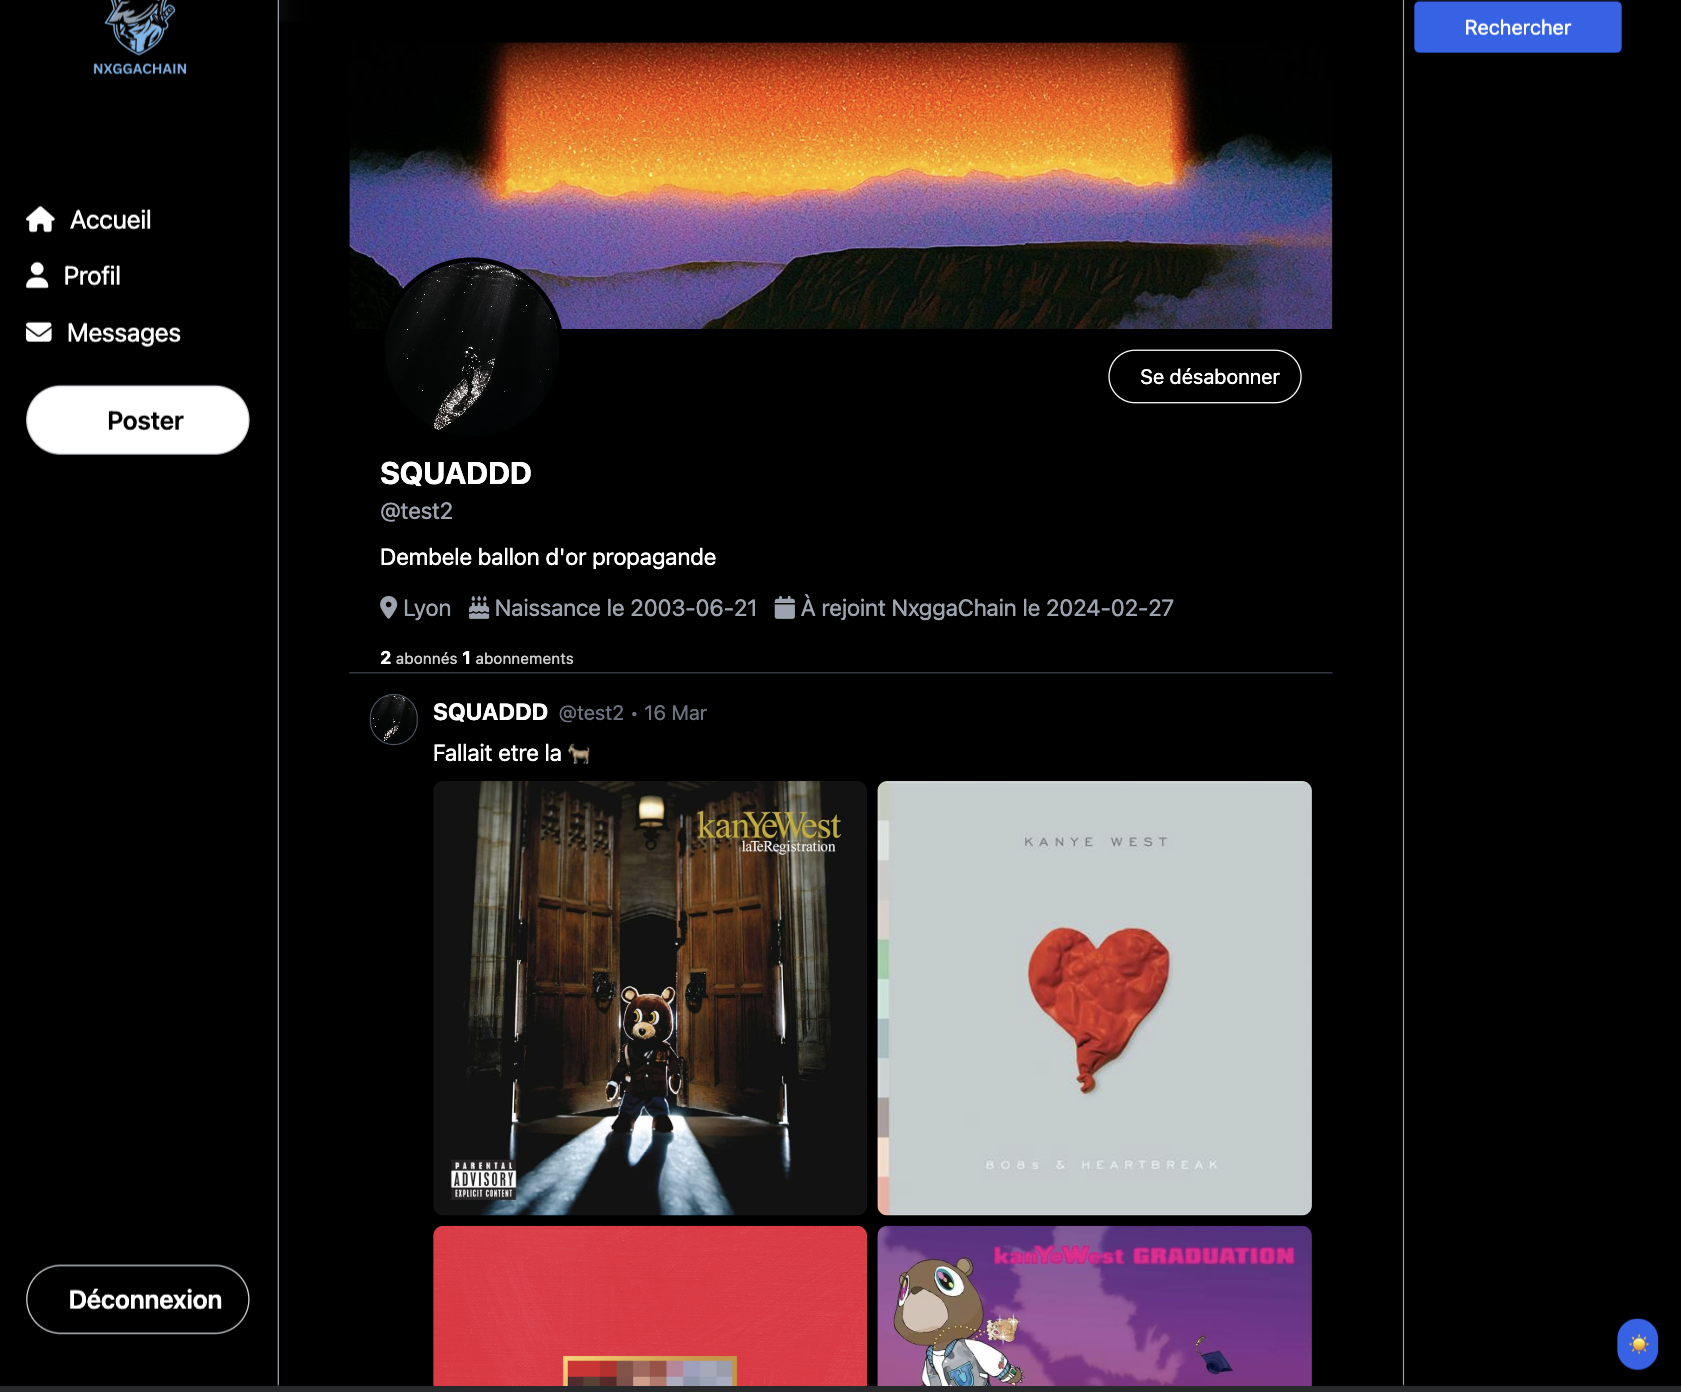 NXGGACHAIN
Accueil
Profil
Messages
Poster
Déconnexion
Rechercher
Se désabonner
SQUADDD
@test2
Dembele ballon d'or propagande
Lyon Naissance le 2003-06-21 À rejoint NxggaChain le 2024-02-27
2 abonnés 1 abonnements
SQUADDD @test2 • 16 Mar
Fallait etre la 🐐
kanYeWest
laTeRegistration
PARENTAL
ADVISORY
EXPLICIT CONTENT
KANYE WEST
808s & HEARTBREAK
kanYeWest GRADUATION